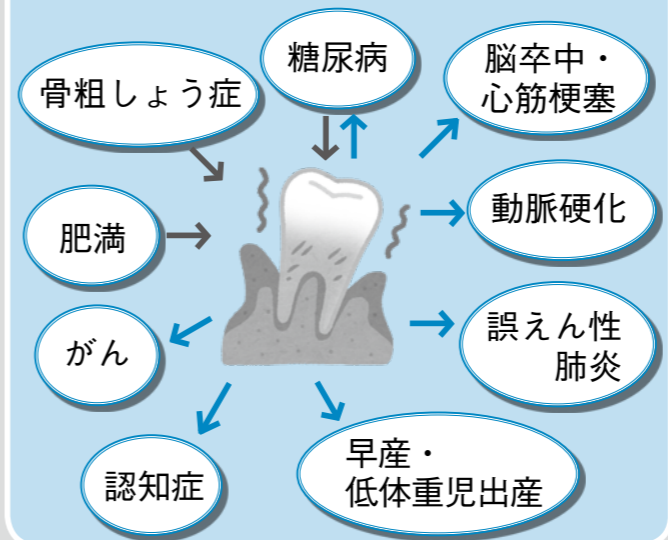 糖尿病
脳卒中・
心筋梗塞
骨粗しょう症
動脈硬化
肥満
誤えん性
肺炎
がん
早産・
低体重児出産
認知症